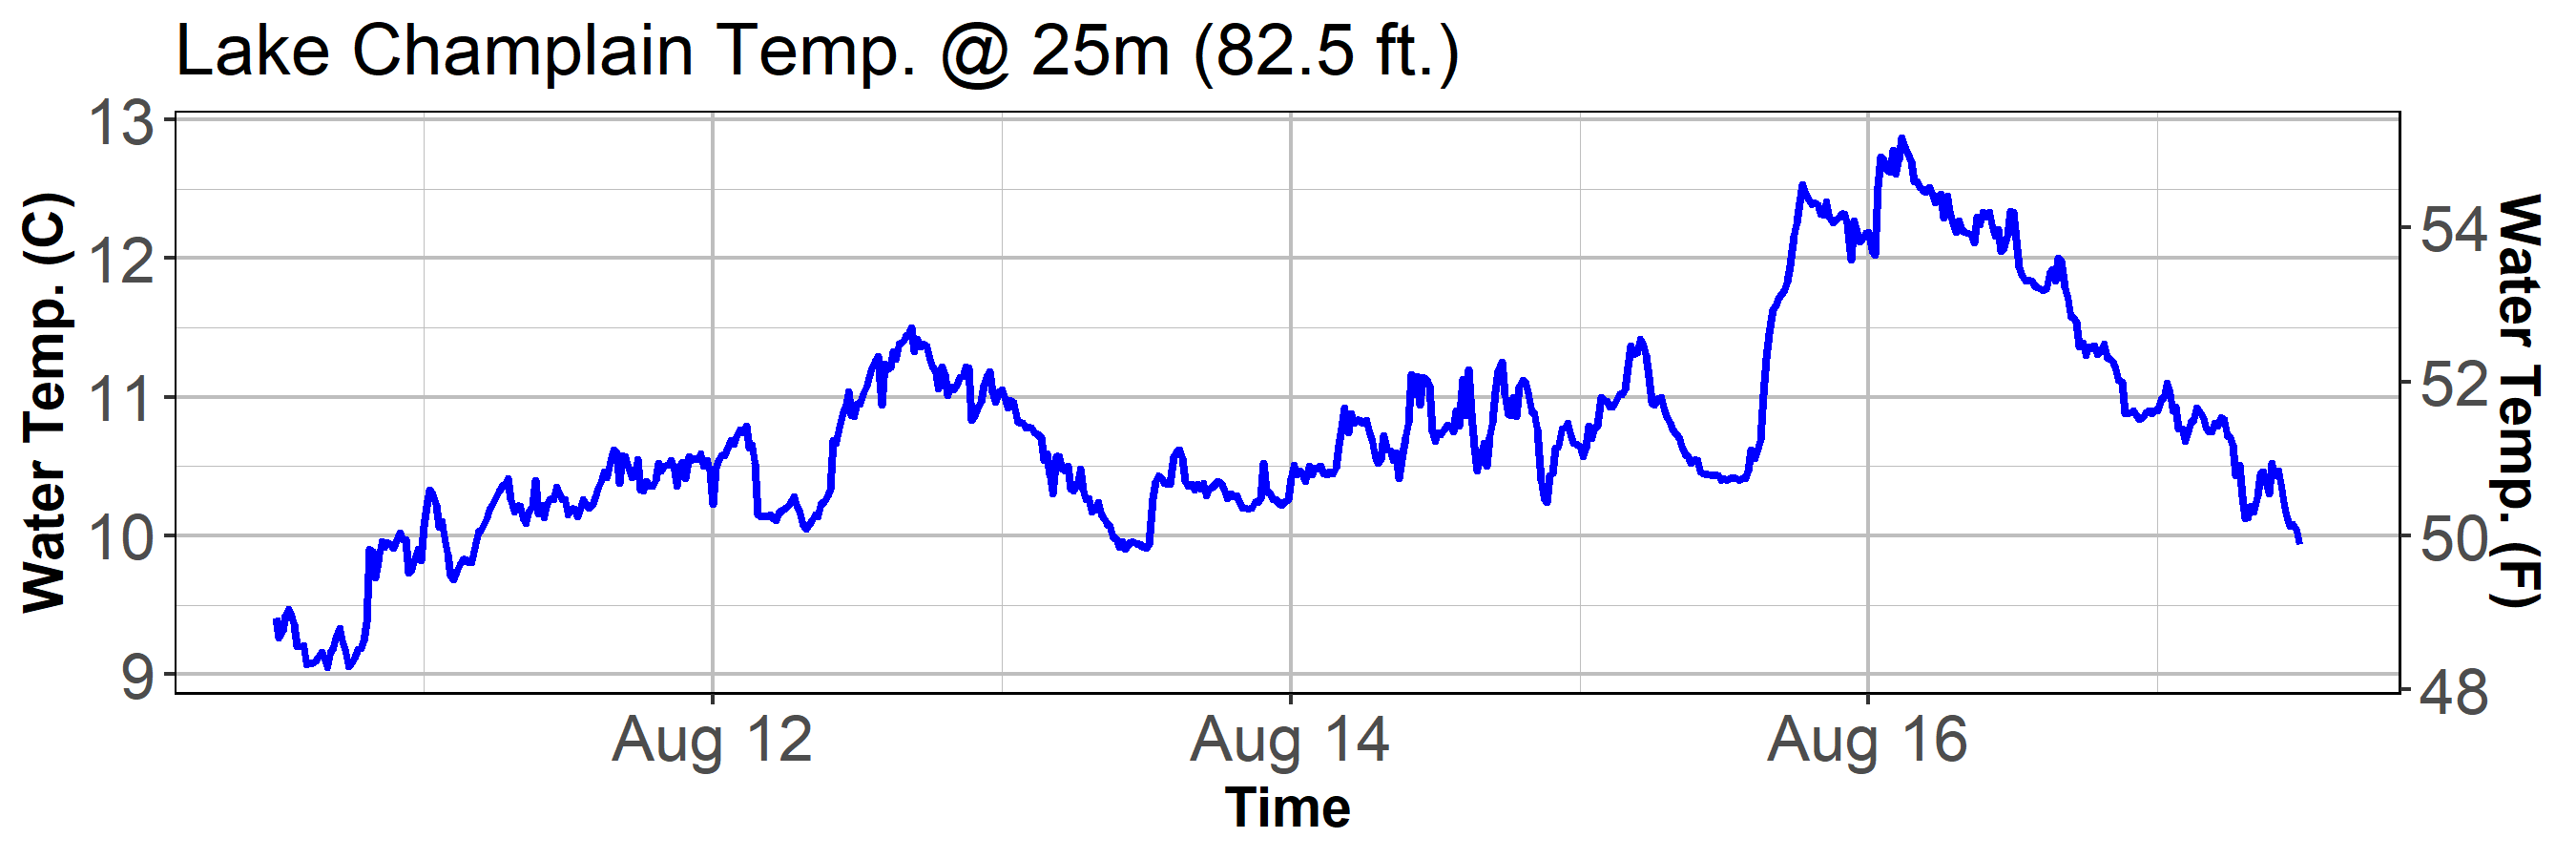 Lake Champlain Temp. @ 25m (82.5 ft.)
Water Temp. (C)
13
12
11
10
9
54
52
50
48
Water Temp. (F)
Aug 12
Aug 14
Aug 16
Time